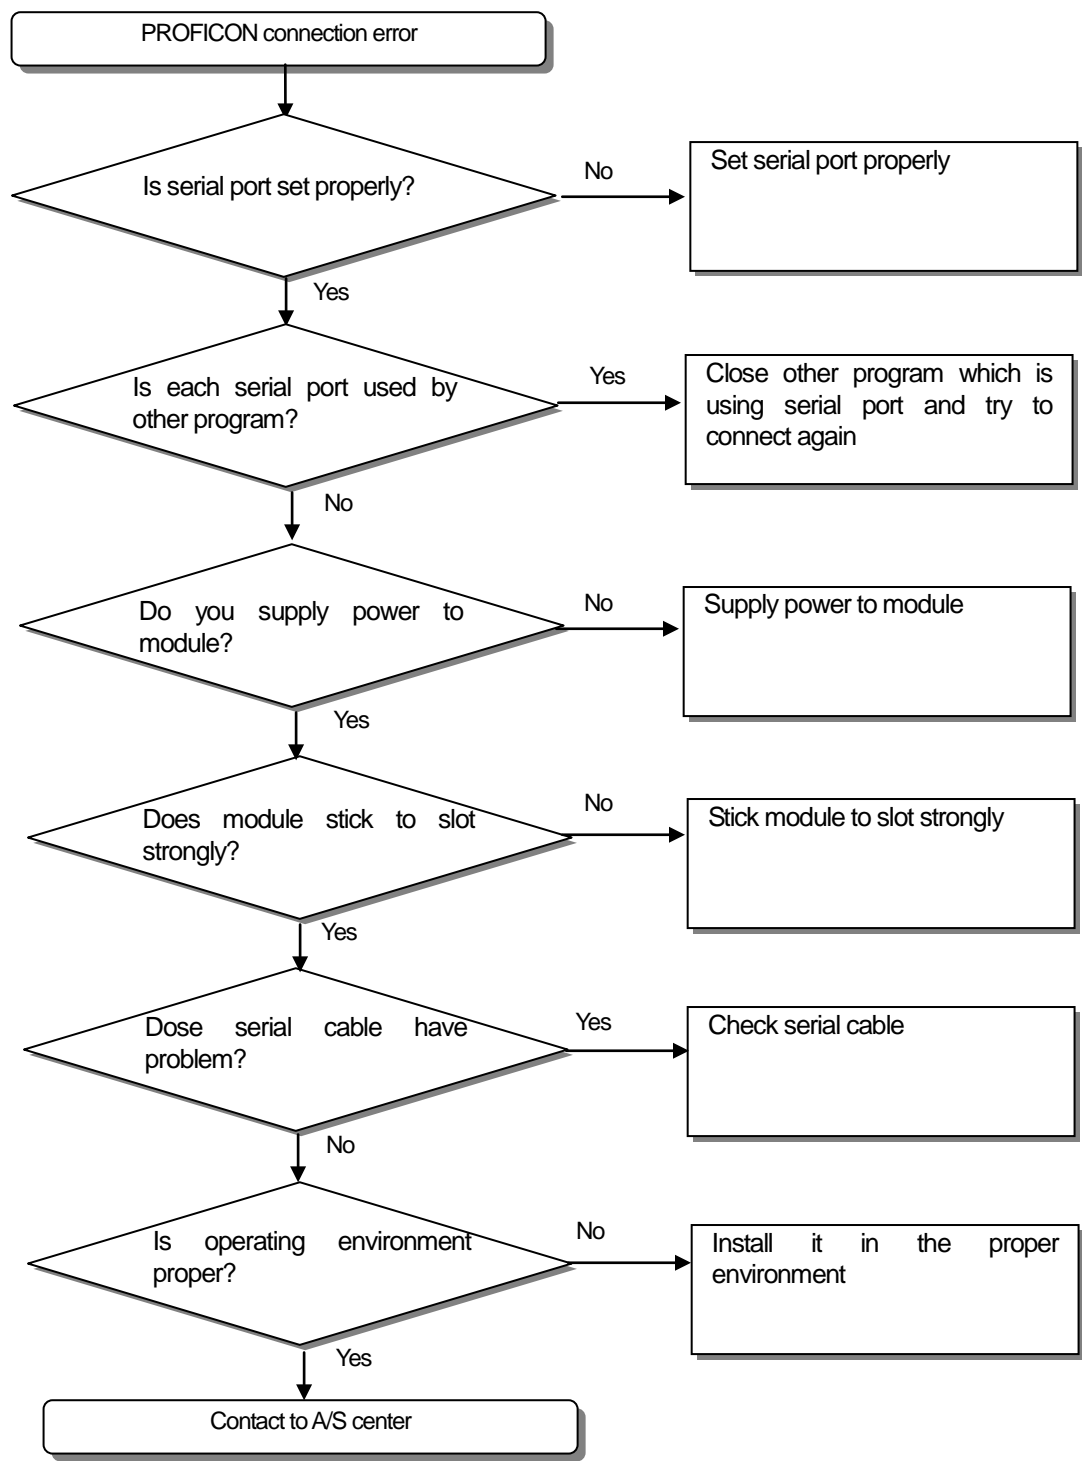 PROFICON connection error
Is serial port set properly?
No
Set serial port properly
Yes
Is each serial port used by
other program?
Yes
Close other program which is
using serial port and try to
connect again
No
Do you supply power to
module?
No
Supply power to module
Yes
Does module stick to slot
strongly?
No
Stick module to slot strongly
Yes
Dose serial cable have
problem?
Yes
Check serial cable
No
Is operating environment
proper?
No
Install it in the proper
environment
Yes
Contact to A/S center